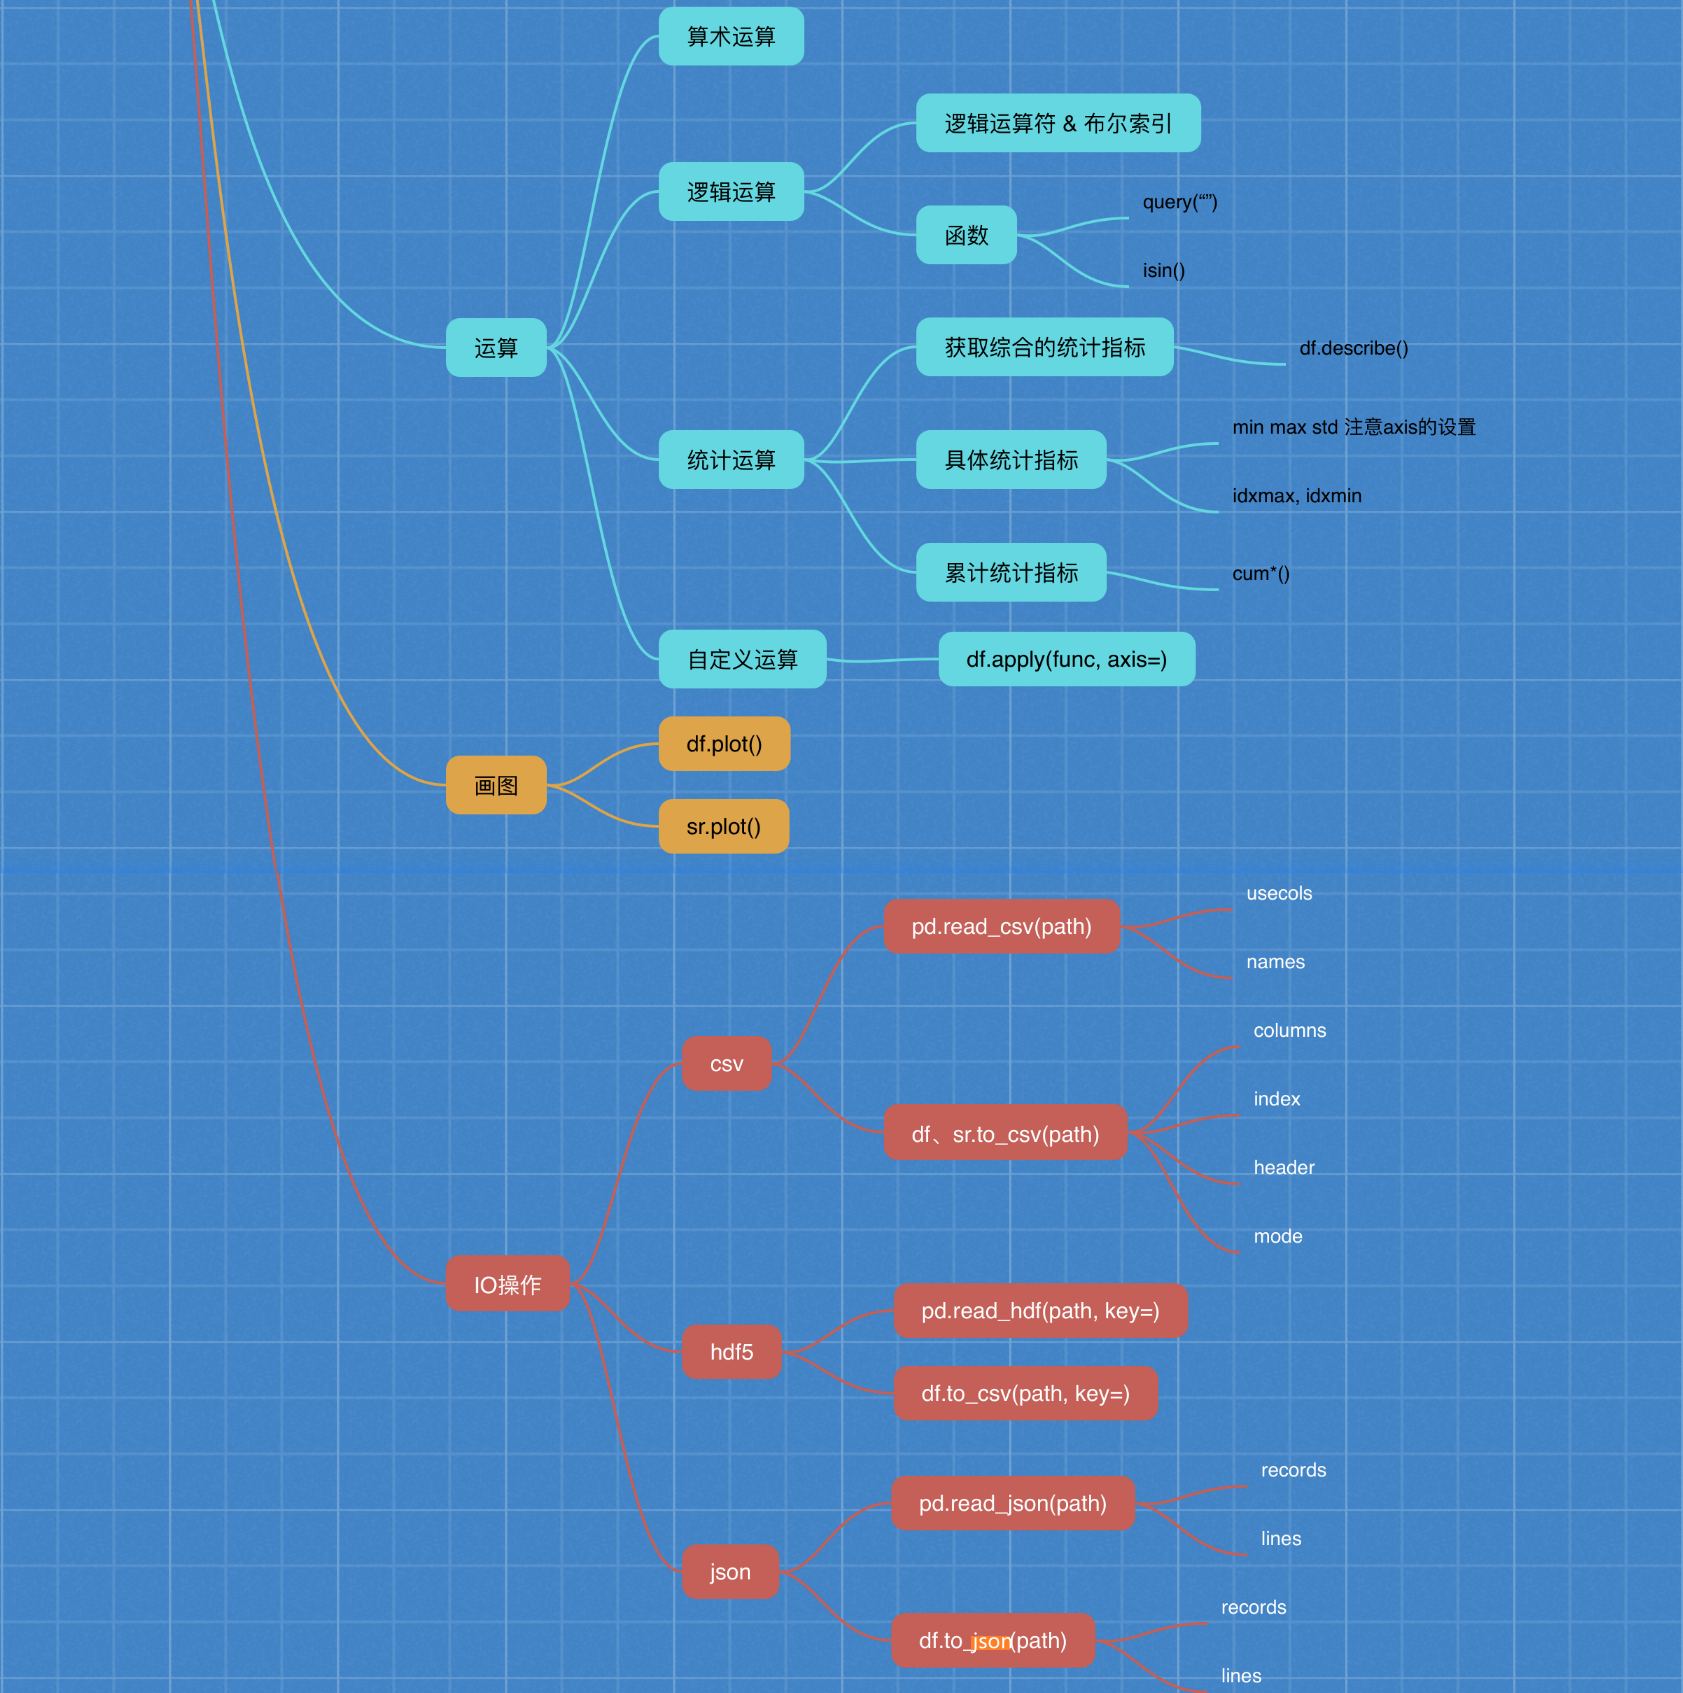 算术运算
逻辑运算符 & 布尔索引
逻辑运算
query(“”)
函数
isin()
运算
获取综合的统计指标
df.describe()
min max std 注意axis的设置
统计运算
具体统计指标
idxmax, idxmin
累计统计指标
cum*()
自定义运算
df.apply(func, axis=)
df.plot()
画图
sr.plot()
usecols
pd.read_csv(path)
names
columns
csv
index
df、sr.to_csv(path)
header
mode
IO操作
pd.read_hdf(path, key=)
hdf5
df.to_csv(path, key=)
records
pd.read_json(path)
lines
json
records
df.to_json(path)
lines